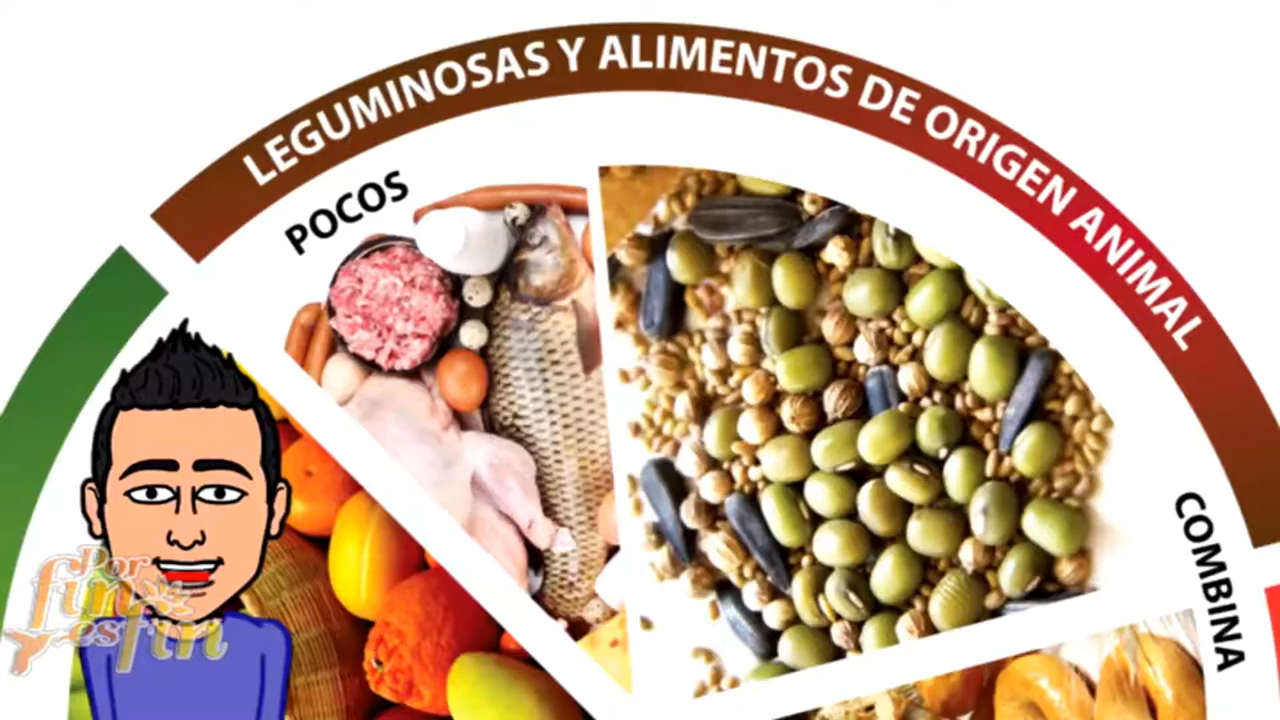 LEGUMINOSAS Y ALIMENTOS DE ORIGEN ANIMAL
POCOS
COMBINA
Por
fin
es fin